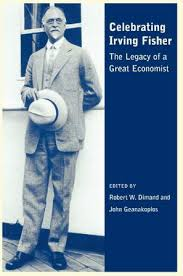 Celebrating
Irving Fisher
The Legacy of a
Great Economist
EDITED BY
Robert W. Dimand and
John Geanakoplos